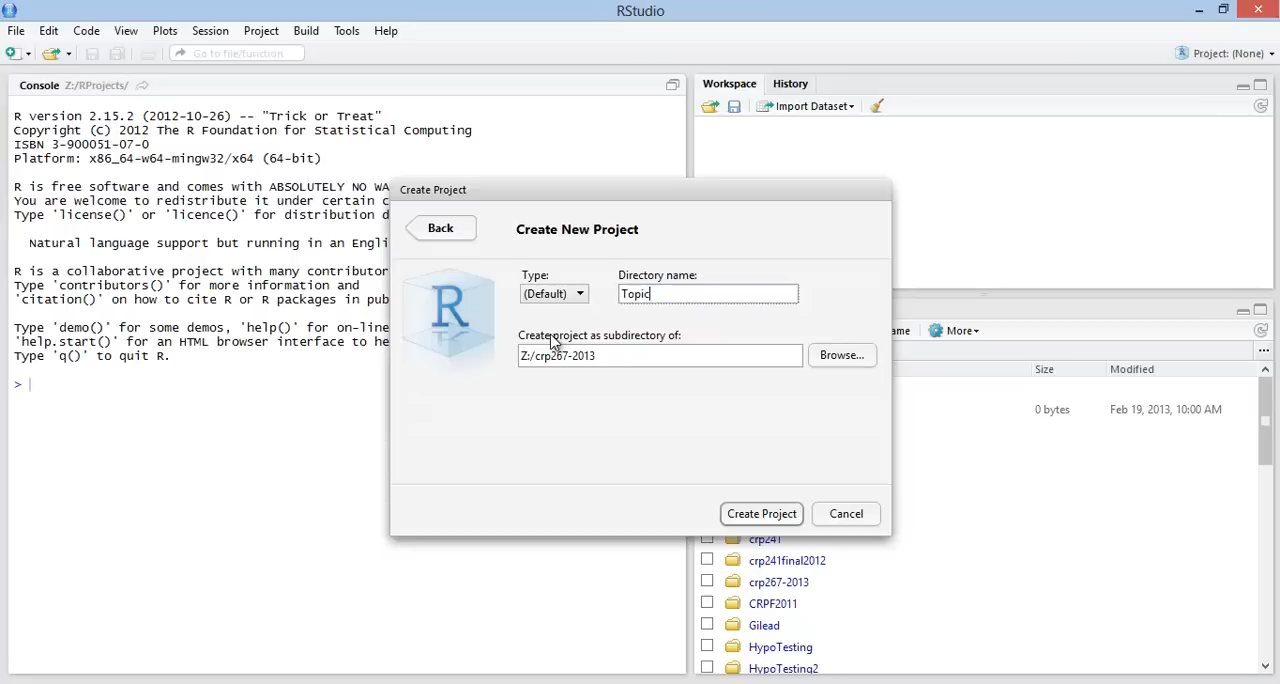 RStudio
File Edit Code View Plots Session Project Build Tools Help
Go to file/function
Project: (None)
Console Z:/RProjects/
R version 2.15.2 (2012-10-26) -- "Trick or Treat"
Copyright (C) 2012 The R Foundation for Statistical Computing
ISBN 3-900051-07-0
Platform: x86_64-w64-mingw32/x64 (64-bit)
R is free software and comes with ABSOLUTELY NO WA
You are welcome to redistribute it under certain c
Type 'license()' or 'licence()' for distribution d
Natural language support but running in an Engli
R is a collaborative project with many contributor
Type 'contributors()' for more information and
'citation()' on how to cite R or R packages in pub
Type 'demo()' for some demos, 'help()' for on-line
'help.start()' for an HTML browser interface to he
Type 'q()' to quit R.
>
Workspace History
Import Dataset
Create Project
Back
Create New Project
R
Type: Directory name:
(Default) Topic
Create project as subdirectory of:
Z:/crp267-2013
Browse...
Create Project Cancel
ame More
Size Modified
0 bytes Feb 19, 2013, 10:00 AM
crp241
crp241final2012
crp267-2013
CRPF2011
Gilead
HypoTesting
HypoTesting2